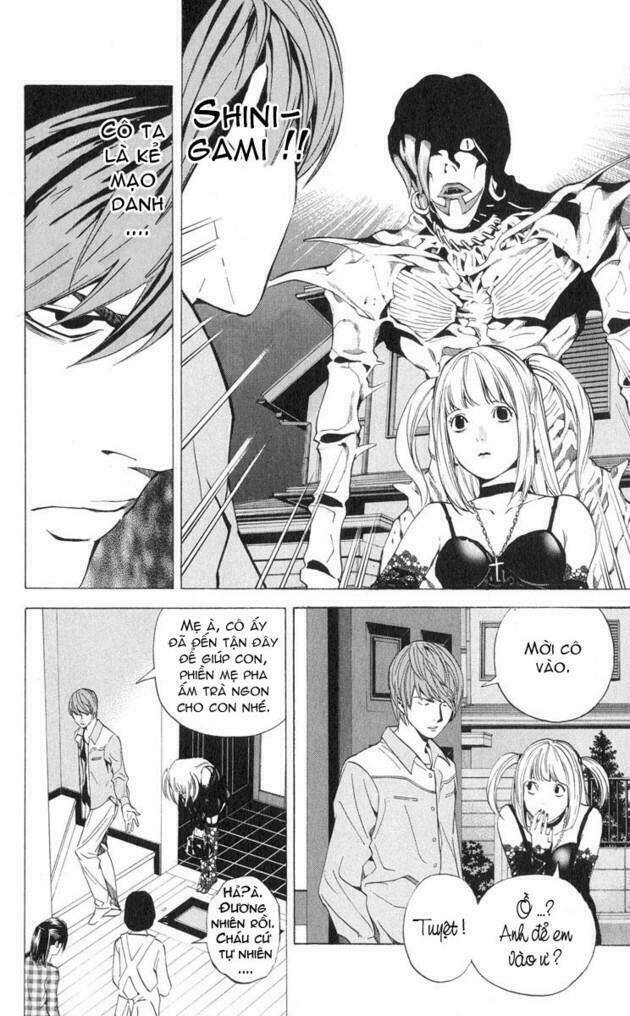 SHINI-
GAMI !!
CÔ TA
LÀ KẺ
MẠO
DANH
....
MỜI CÔ
VÀO.
Ồ ...?
Anh để em
vào ư?
Tuyệt!
MẸ À, CÔ ẤY
ĐÃ ĐẾN TẬN ĐÂY
ĐỂ GIÚP CON,
PHIỀN MẸ PHA
ẤM TRÀ NGON
CHO CON NHÉ.
HẢ?À.
ĐƯƠNG
NHIÊN RỒI.
CHÁU CỨ
TỰ NHIÊN
....